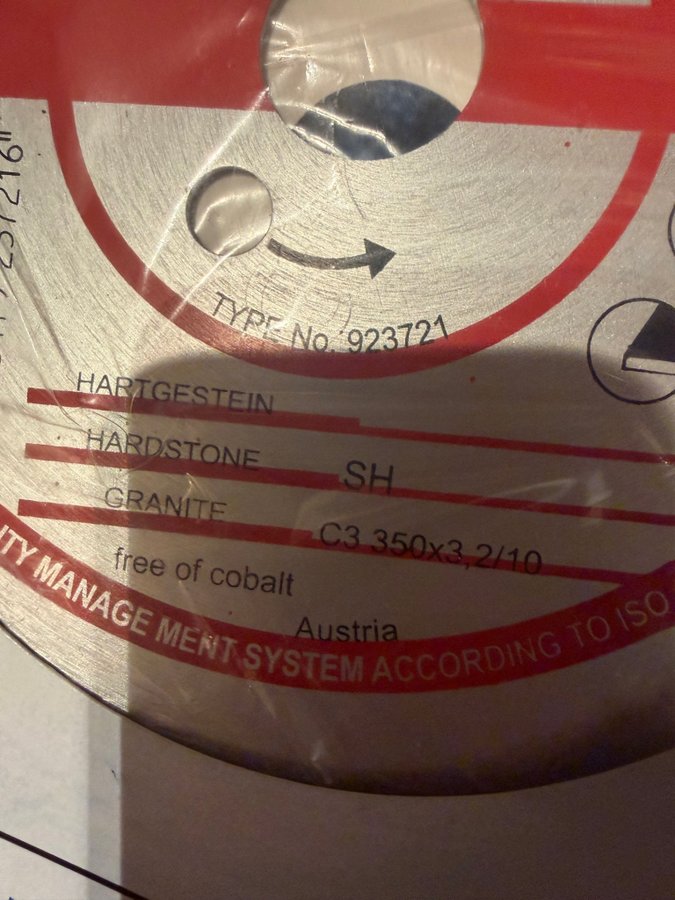 TYPE No. 923721
HARTGESTEIN
HARDSTONE
SH
GRANITE
C3 350x3,2/10
free of cobalt
Austria
MANAGE MENT SYSTEM ACCORDING TO ISO